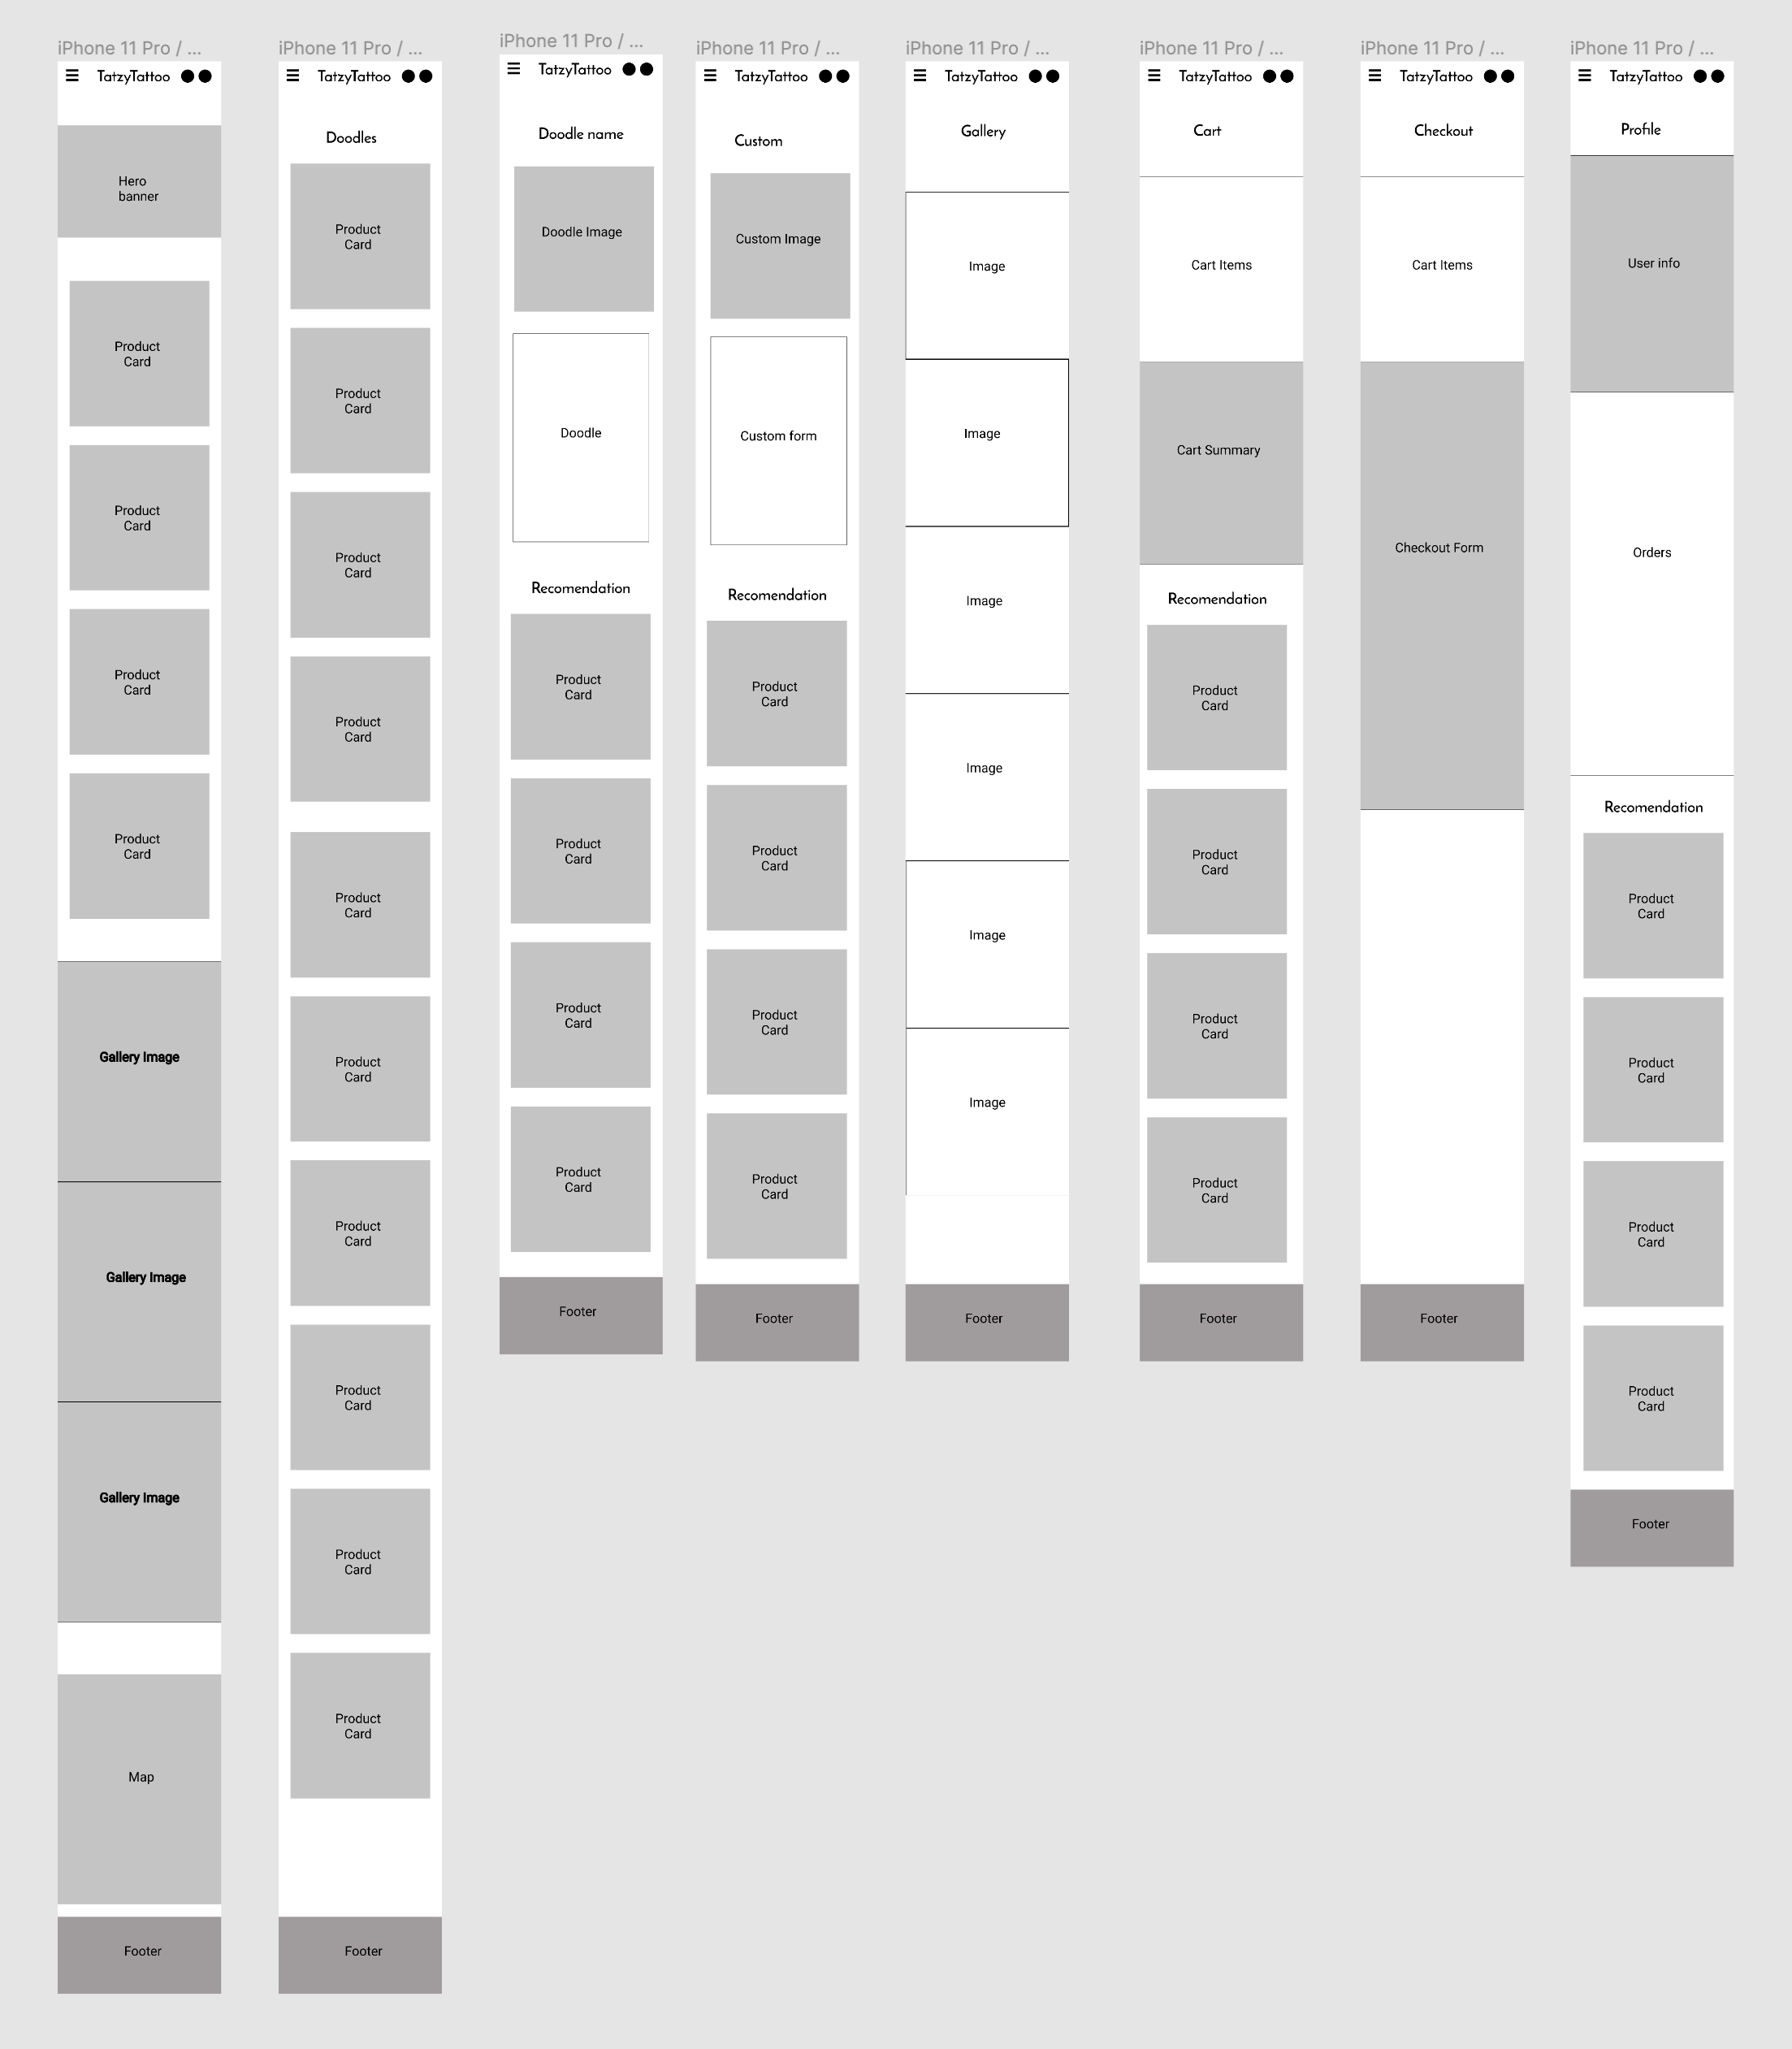 iPhone 11 Pro / ...
TatzyTattoo
Hero
banner
Product
Card
Product
Card
Product
Card
Product
Card
Gallery Image
Gallery Image
Gallery Image
Map
Footer
iPhone 11 Pro / ...
TatzyTattoo
Doodles
Product
Card
Product
Card
Product
Card
Product
Card
Product
Card
Product
Card
Product
Card
Product
Card
Product
Card
Product
Card
Footer
iPhone 11 Pro / ...
TatzyTattoo
Doodle name
Doodle Image
Doodle
Recomendation
Product
Card
Product
Card
Product
Card
Product
Card
Footer
iPhone 11 Pro / ...
TatzyTattoo
Custom
Custom Image
Custom form
Recomendation
Product
Card
Product
Card
Product
Card
Product
Card
Footer
iPhone 11 Pro / ...
TatzyTattoo
Gallery
Image
Image
Image
Image
Image
Image
Footer
iPhone 11 Pro / ...
TatzyTattoo
Cart
Cart Items
Cart Summary
Recomendation
Product
Card
Product
Card
Product
Card
Product
Card
Footer
iPhone 11 Pro / ...
TatzyTattoo
Checkout
Cart Items
Checkout Form
Footer
iPhone 11 Pro / ...
TatzyTattoo
Profile
User info
Orders
Recomendation
Product
Card
Product
Card
Product
Card
Product
Card
Footer